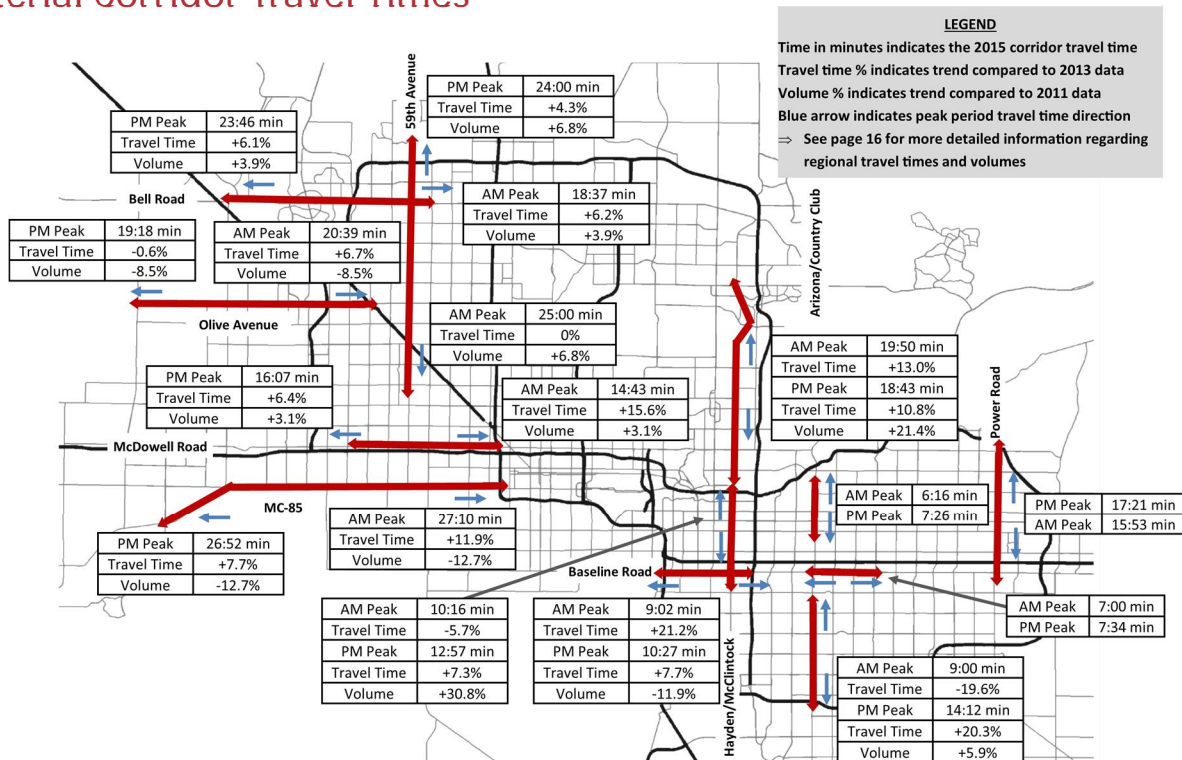 Corridor Travel Times
LEGEND
Time in minutes indicates the 2015 corridor travel time
Travel time % indicates trend compared to 2013 data
Volume % indicates trend compared to 2011 data
Blue arrow indicates peak period travel time direction
⇒ See page 16 for more detailed information regarding
regional travel times and volumes
59th Avenue
PM Peak 24:00 min
Travel Time +4.3%
Volume +6.8%
PM Peak 23:46 min
Travel Time +6.1%
Volume +3.9%
Bell Road
AM Peak 18:37 min
Travel Time +6.2%
Volume +3.9%
Arizona/Country Club
PM Peak 19:18 min
Travel Time -0.6%
Volume -8.5%
AM Peak 20:39 min
Travel Time +6.7%
Volume -8.5%
Olive Avenue
AM Peak 25:00 min
Travel Time 0%
Volume +6.8%
AM Peak 19:50 min
Travel Time +13.0%
PM Peak 18:43 min
Travel Time +10.8%
Volume +21.4%
PM Peak 16:07 min
Travel Time +6.4%
Volume +3.1%
AM Peak 14:43 min
Travel Time +15.6%
Volume +3.1%
Power Road
McDowell Road
MC-85
AM Peak 6:16 min
PM Peak 7:26 min
PM Peak 17:21 min
AM Peak 15:53 min
AM Peak 27:10 min
Travel Time +11.9%
Volume -12.7%
PM Peak 26:52 min
Travel Time +7.7%
Volume -12.7%
Baseline Road
AM Peak 7:00 min
PM Peak 7:34 min
AM Peak 10:16 min
Travel Time -5.7%
PM Peak 12:57 min
Travel Time +7.3%
Volume +30.8%
AM Peak 9:02 min
Travel Time +21.2%
PM Peak 10:27 min
Travel Time +7.7%
Volume -11.9%
Hayden/McClintock
AM Peak 9:00 min
Travel Time -19.6%
PM Peak 14:12 min
Travel Time +20.3%
Volume +5.9%